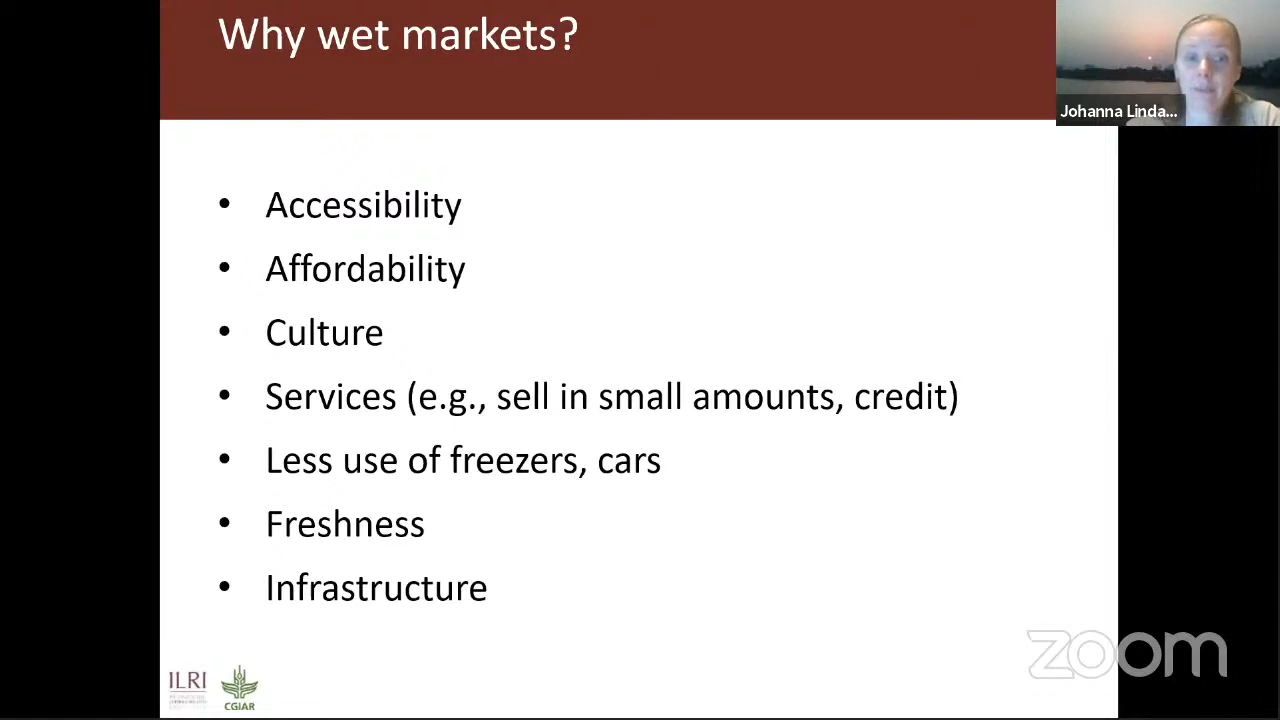 Why wet markets?
Johanna Linda...
• Accessibility
• Affordability
• Culture
• Services (e.g., sell in small amounts, credit)
• Less use of freezers, cars
• Freshness
• Infrastructure
ILRI
CGIAR
zoom